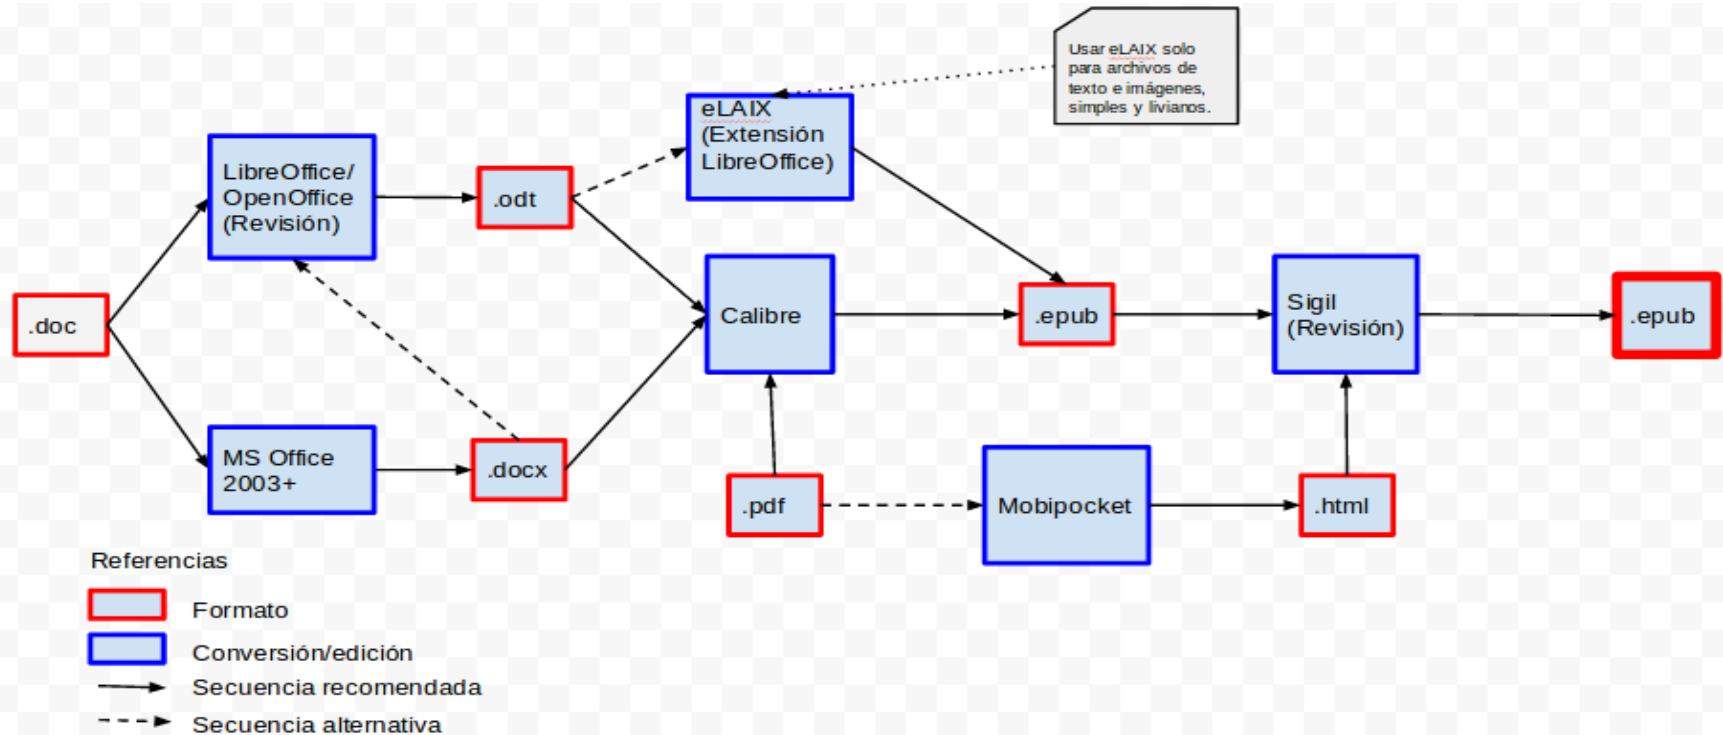 Usar eLAIX solo
para archivos de
texto e imágenes,
simples y livianos.
eLAIX
(Extensión
LibreOffice)
LibreOffice/
OpenOffice
(Revisión)
.odt
.doc
Calibre
.epub
Sigil
(Revisión)
.epub
MS Office
2003+
.docx
.pdf
Mobipocket
.html
Referencias
Formato
Conversión/edición
Secuencia recomendada
Secuencia alternativa